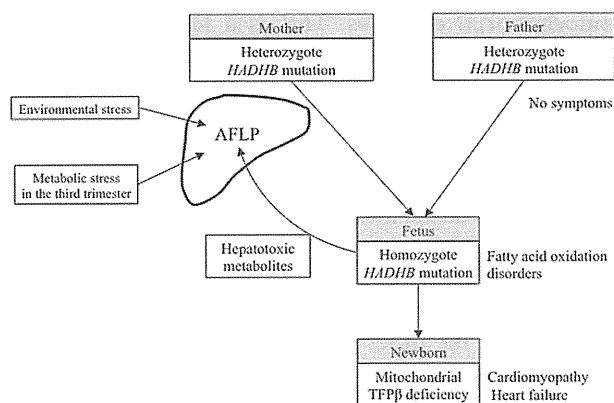 Mother
Heterozygote
HADHB mutation
Father
Heterozygote
HADHB mutation
No symptoms
Environmental stress
AFLP
Metabolic stress
in the third trimester
Hepatotoxic
metabolites
Fetus
Homozygote
HADHB mutation
Fatty acid oxidation
disorders
Newborn
Mitochondrial
TFPβ deficiency
Cardiomyopathy
Heart failure